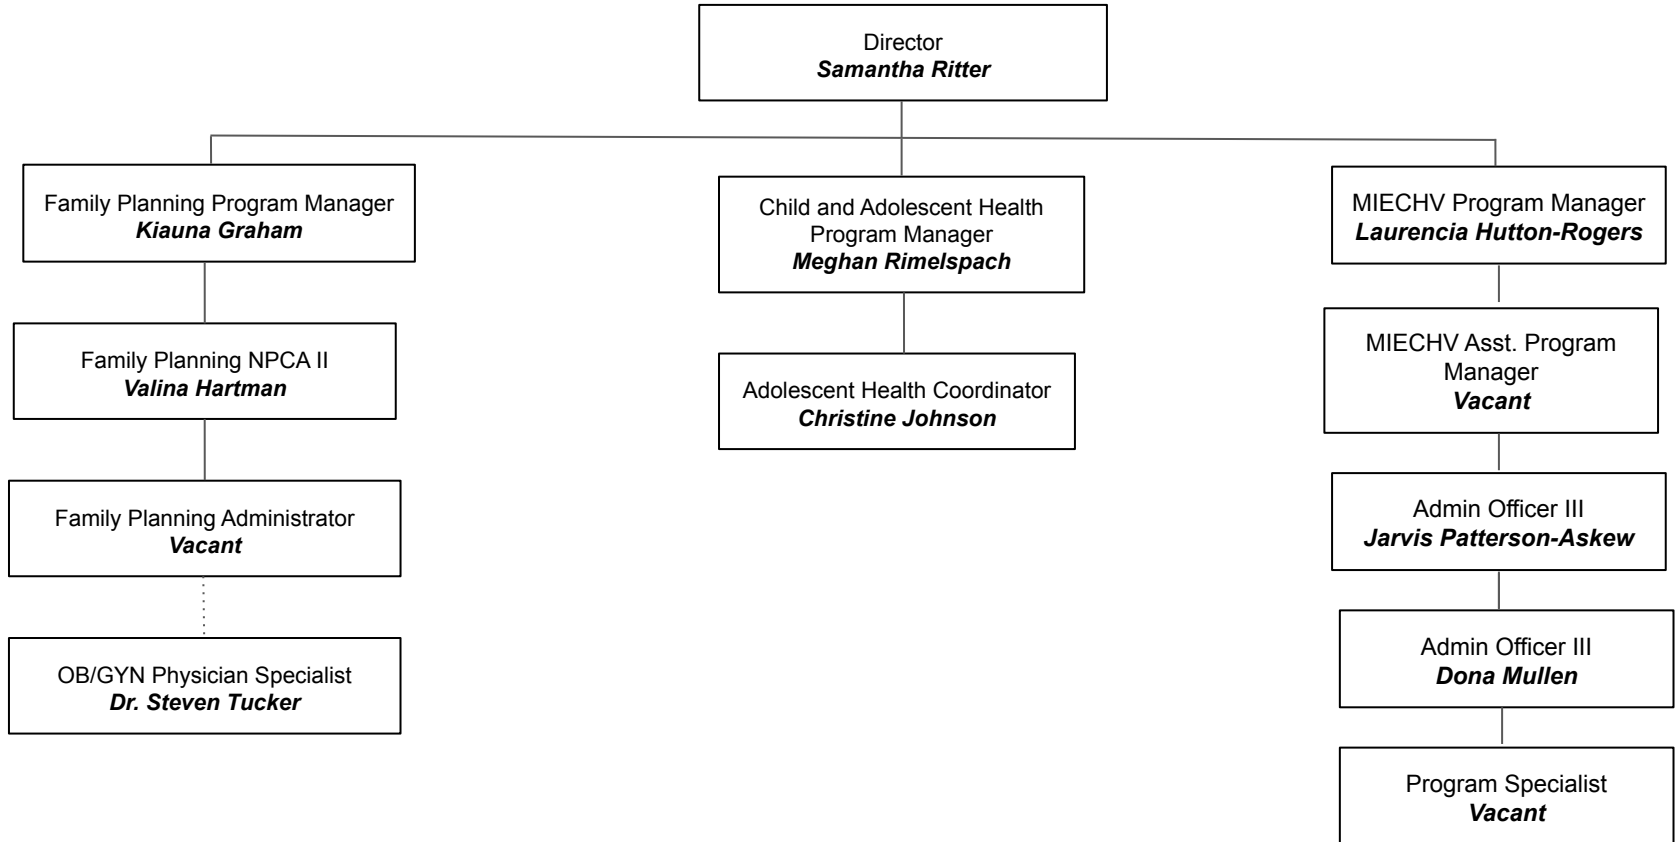 Director
Samantha Ritter
Family Planning Program Manager
Kiauna Graham
Child and Adolescent Health
Program Manager
Meghan Rimelspach
MIECHV Program Manager
Laurencia Hutton-Rogers
Family Planning NPCA II
Valina Hartman
Adolescent Health Coordinator
Christine Johnson
MIECHV Asst. Program
Manager
Vacant
Family Planning Administrator
Vacant
Admin Officer III
Jarvis Patterson-Askew
OB/GYN Physician Specialist
Dr. Steven Tucker
Admin Officer III
Dona Mullen
Program Specialist
Vacant